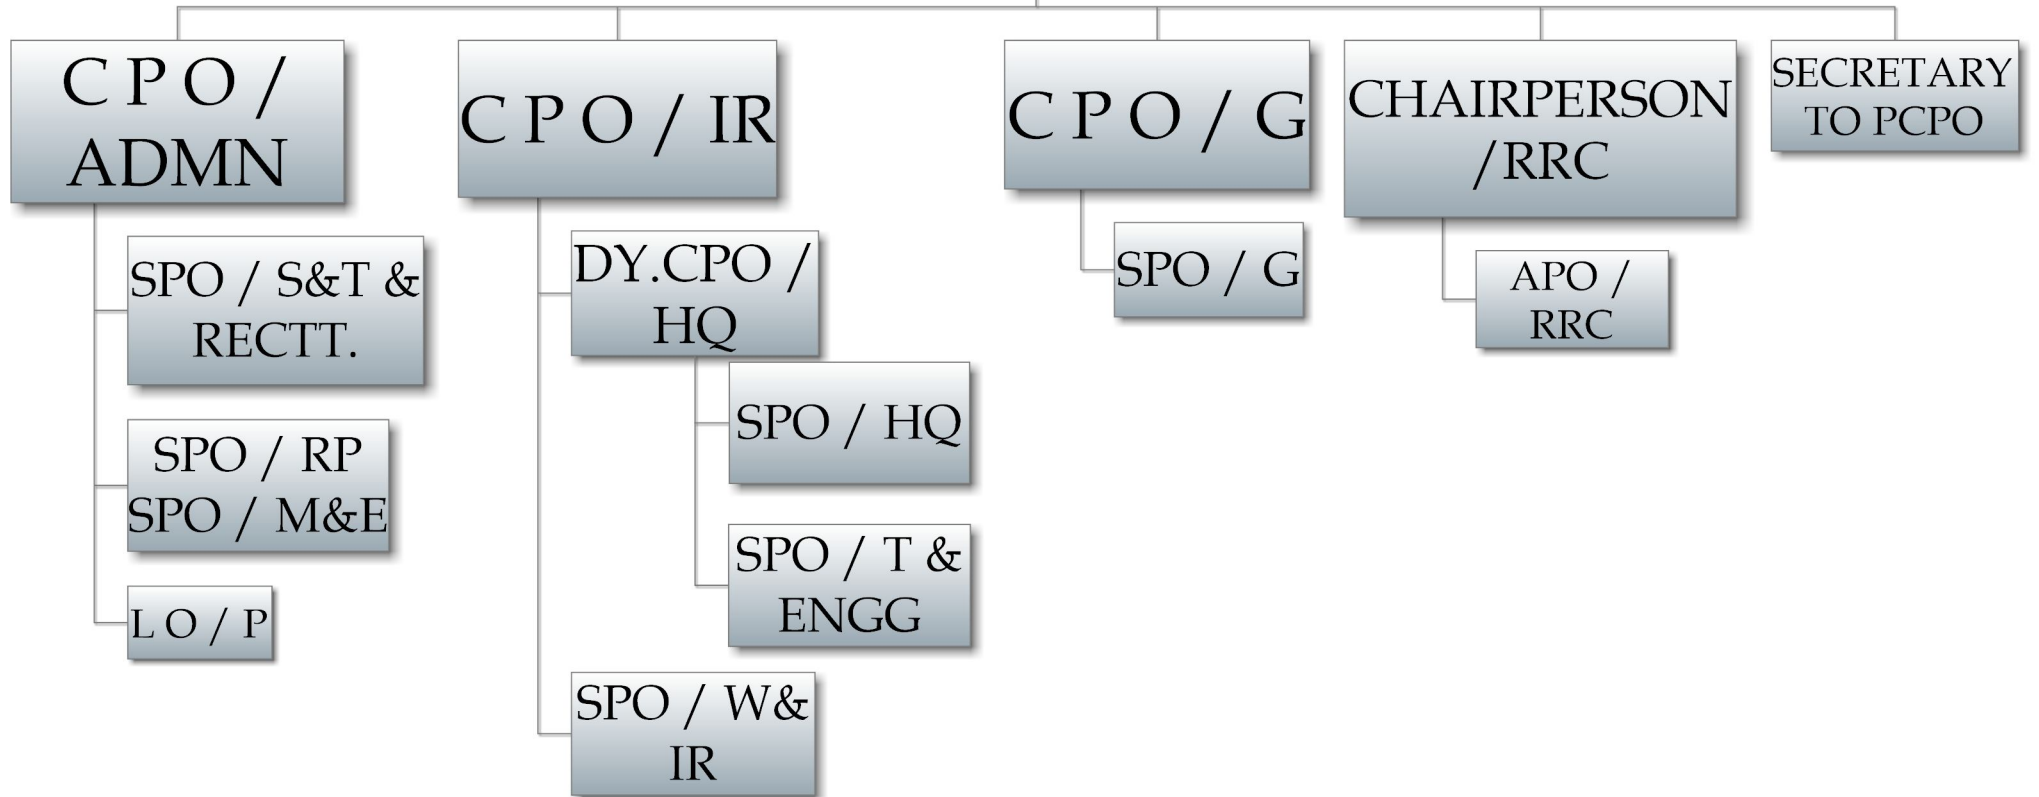 C P O /
ADMN
SPO / S&T &
RECTT.
SPO / RP
SPO / M&E
L O / P
C P O / IR
DY.CPO /
HQ
SPO / HQ
SPO / T &
ENGG
SPO / W&
IR
C P O / G
SPO / G
CHAIRPERSON
/RRC
APO /
RRC
SECRETARY
TO PCPO